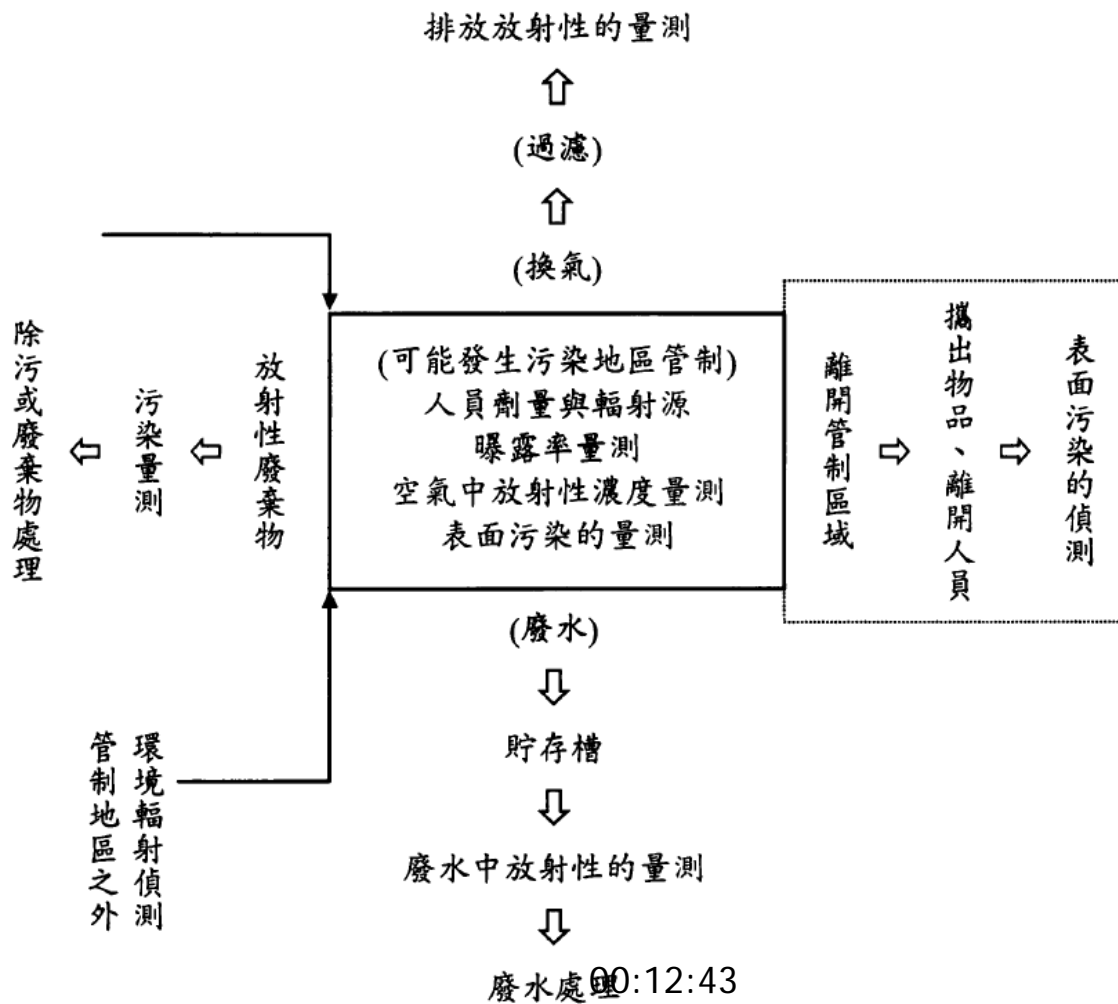 排放放射性的量測
(過濾)
(換氣)
除污或廢棄物處理
污染量測
放射性廢棄物
(可能發生污染地區管制)
人員劑量與輻射源
曝露率量測
空氣中放射性濃度量測
表面污染的量測
離開管制區域
攜出物品、離開人員
表面污染的偵測
(廢水)
貯存槽
管制地區之外
環境輻射偵測
廢水中放射性的量測
廢水處理
00:12:43